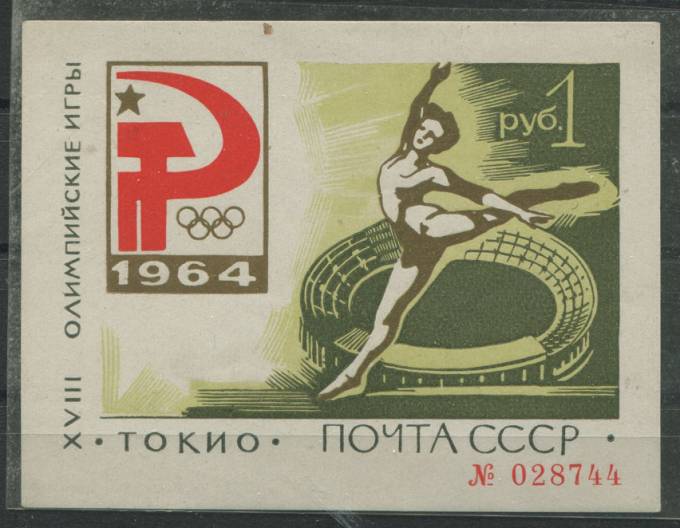 XVIII ОЛИМПИЙСКИЕ ИГРЫ
1964
руб. 1
• ТОКИО • ПОЧТА СССР •
№ 028744